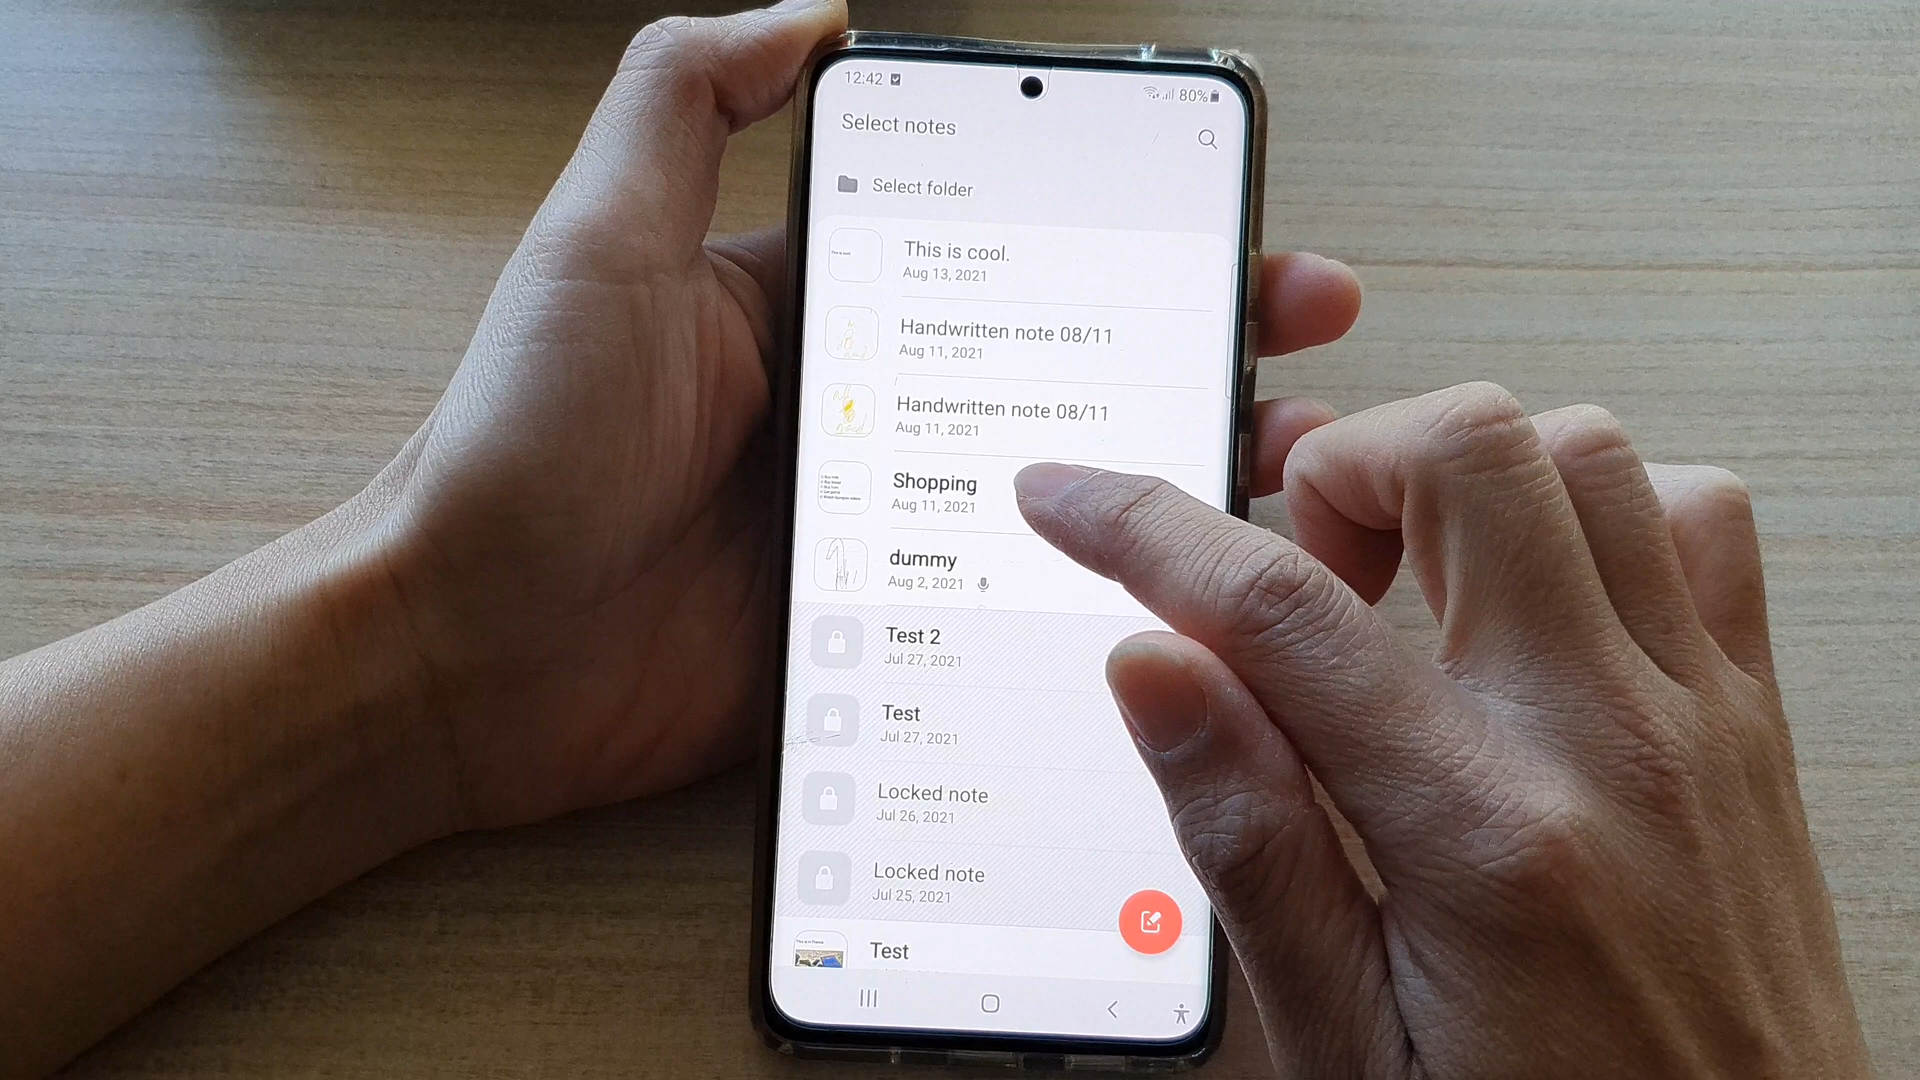 12:42
80%
Select notes
Select folder
This is cool.
Aug 13, 2021
Handwritten note 08/11
Aug 11, 2021
Handwritten note 08/11
Aug 11, 2021
Shopping
Aug 11, 2021
dummy
Aug 2, 2021
Test 2
Jul 27, 2021
Test
Jul 27, 2021
Locked note
Jul 26, 2021
Locked note
Jul 25, 2021
Test